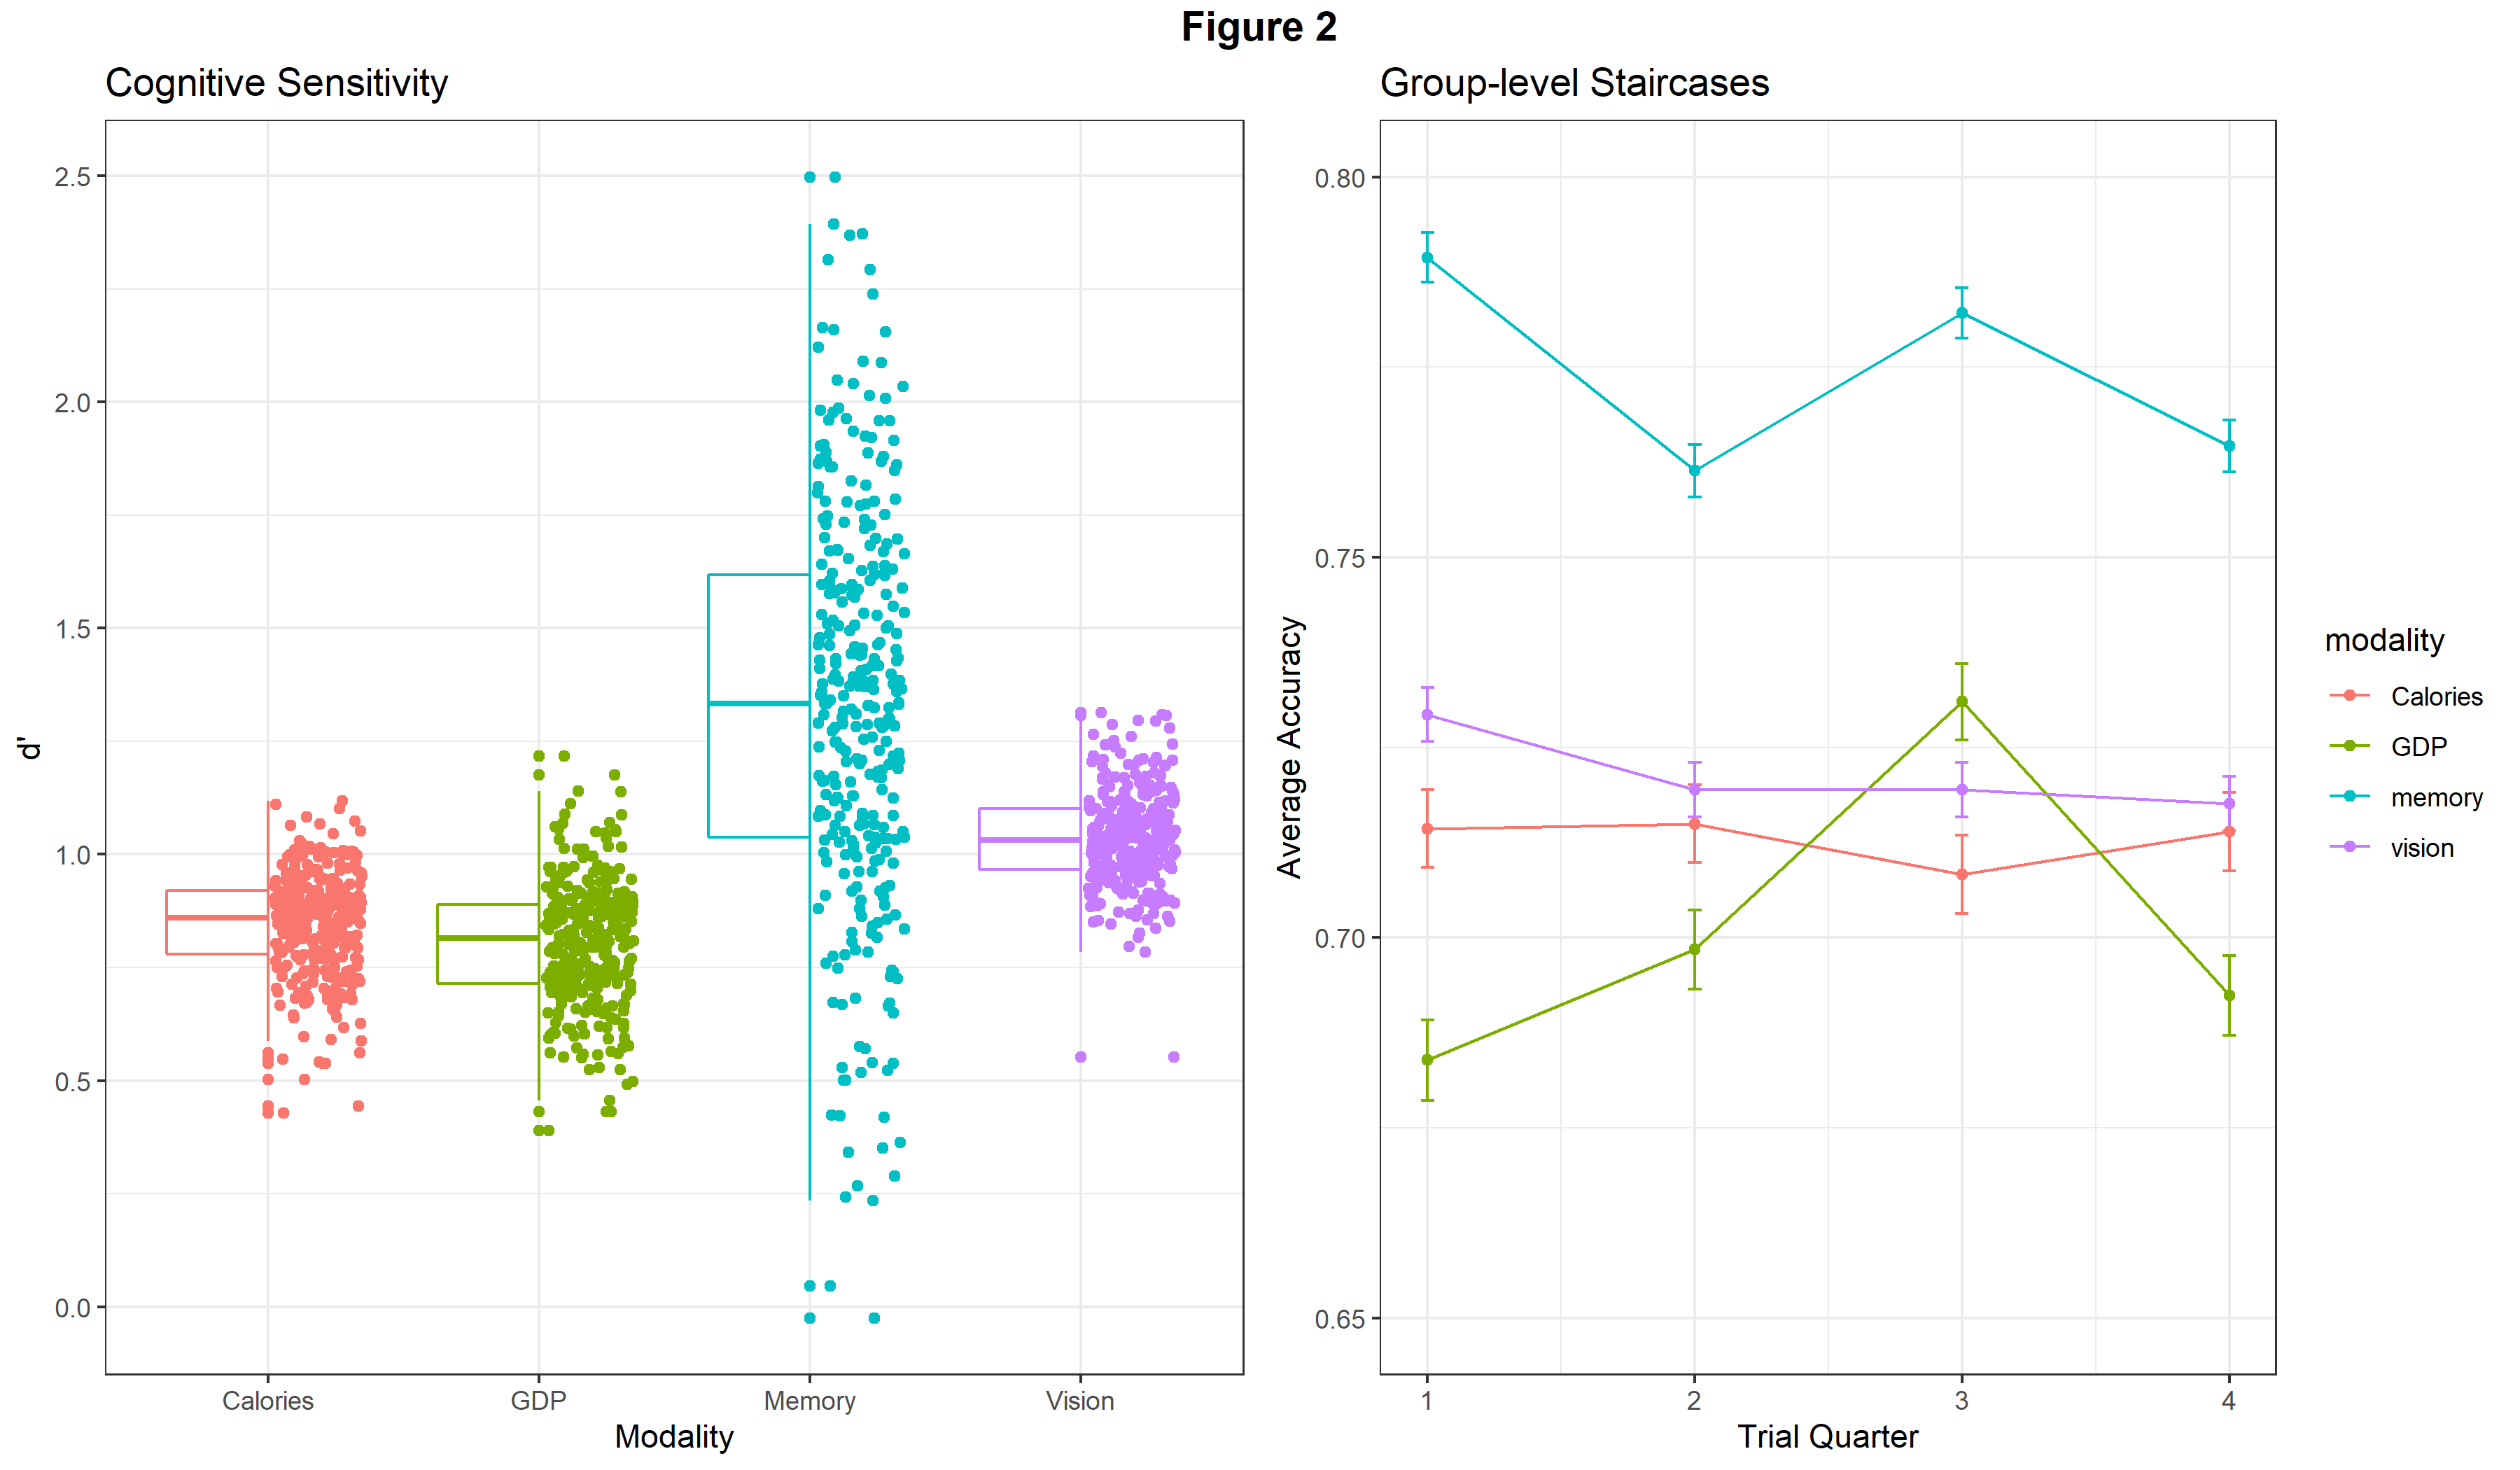 Figure 2
Cognitive Sensitivity
d'
2.5
2.0
1.5
1.0
0.5
0.0
Calories
GDP
Memory
Vision
Modality
Group-level Staircases
Average Accuracy
0.80
0.75
0.70
0.65
1
2
3
4
Trial Quarter
modality
Calories
GDP
memory
vision